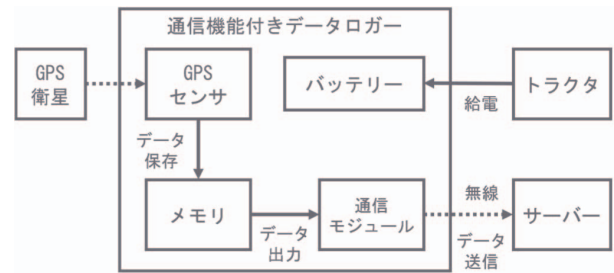 通信機能付きデータロガー
GPS
衛星
GPS
センサ
バッテリー
給電
トラクタ
データ
保存
メモリ
データ
出力
通信
モジュール
無線
データ
送信
サーバー